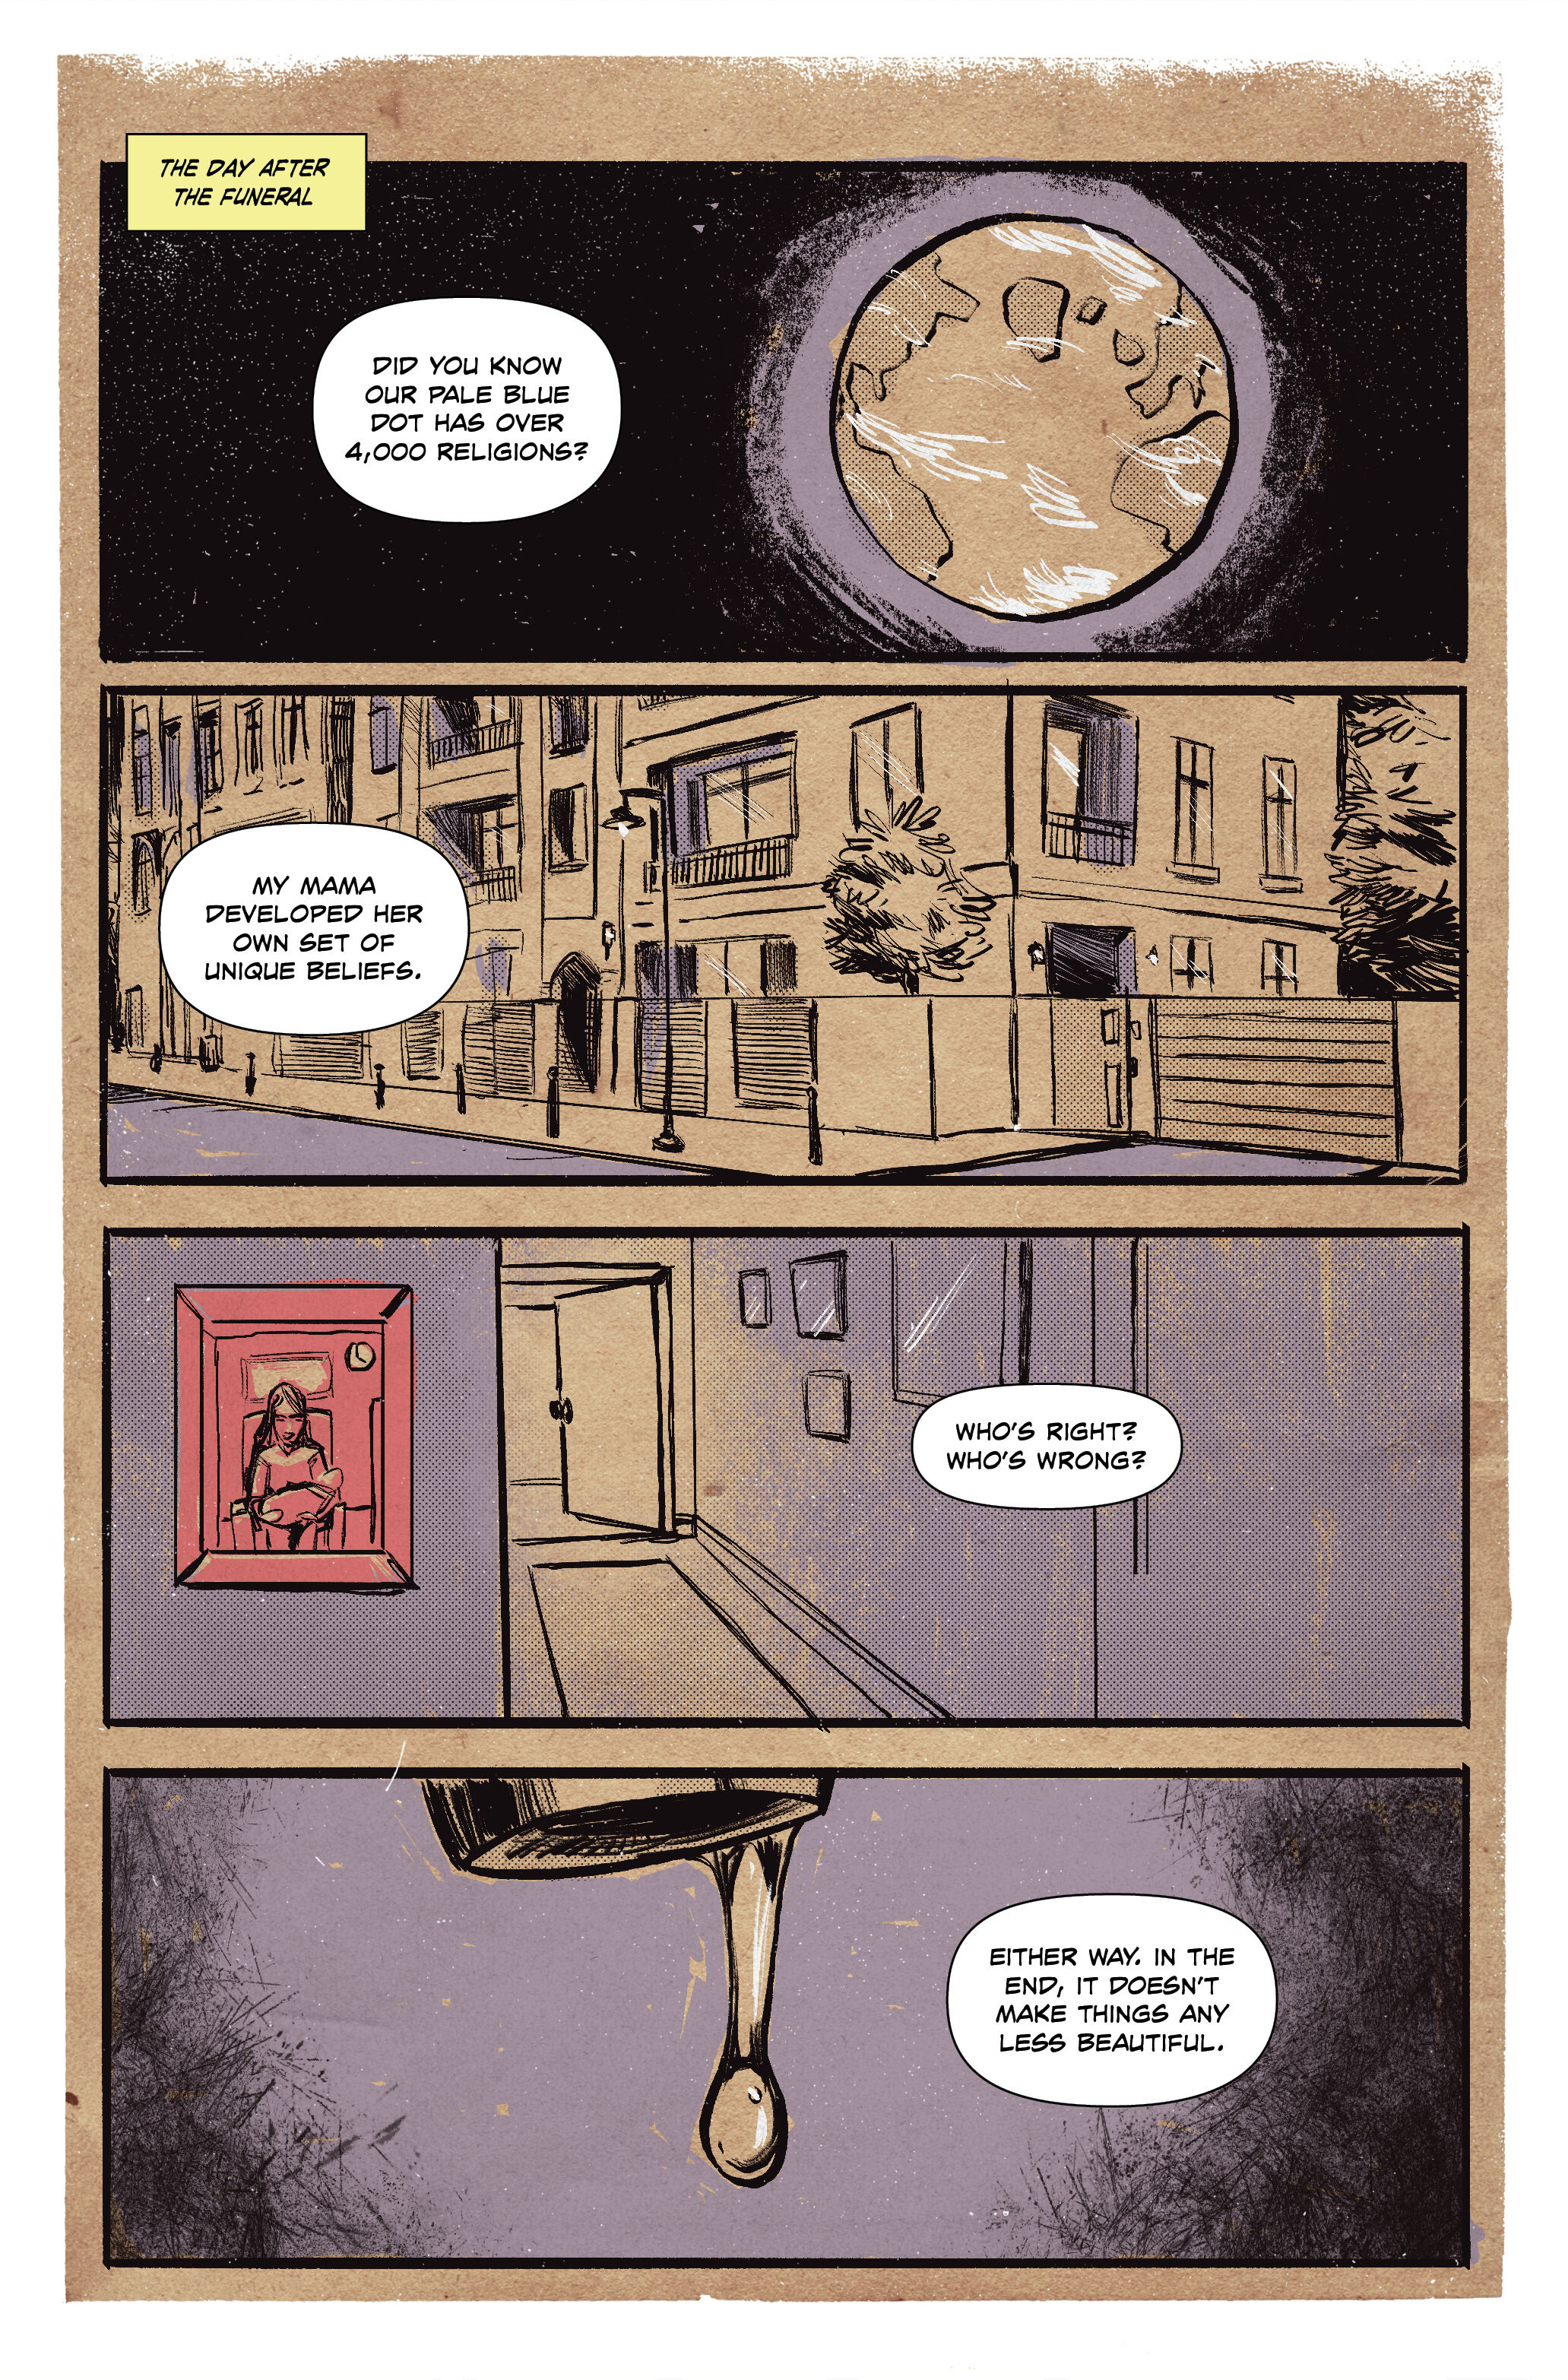 THE DAY AFTER
THE FUNERAL
DID YOU KNOW
OUR PALE BLUE
DOT HAS OVER
4,000 RELIGIONS?
MY MAMA
DEVELOPED HER
OWN SET OF
UNIQUE BELIEFS.
WHO'S RIGHT?
WHO'S WRONG?
EITHER WAY. IN THE
END, IT DOESN'T
MAKE THINGS ANY
LESS BEAUTIFUL.